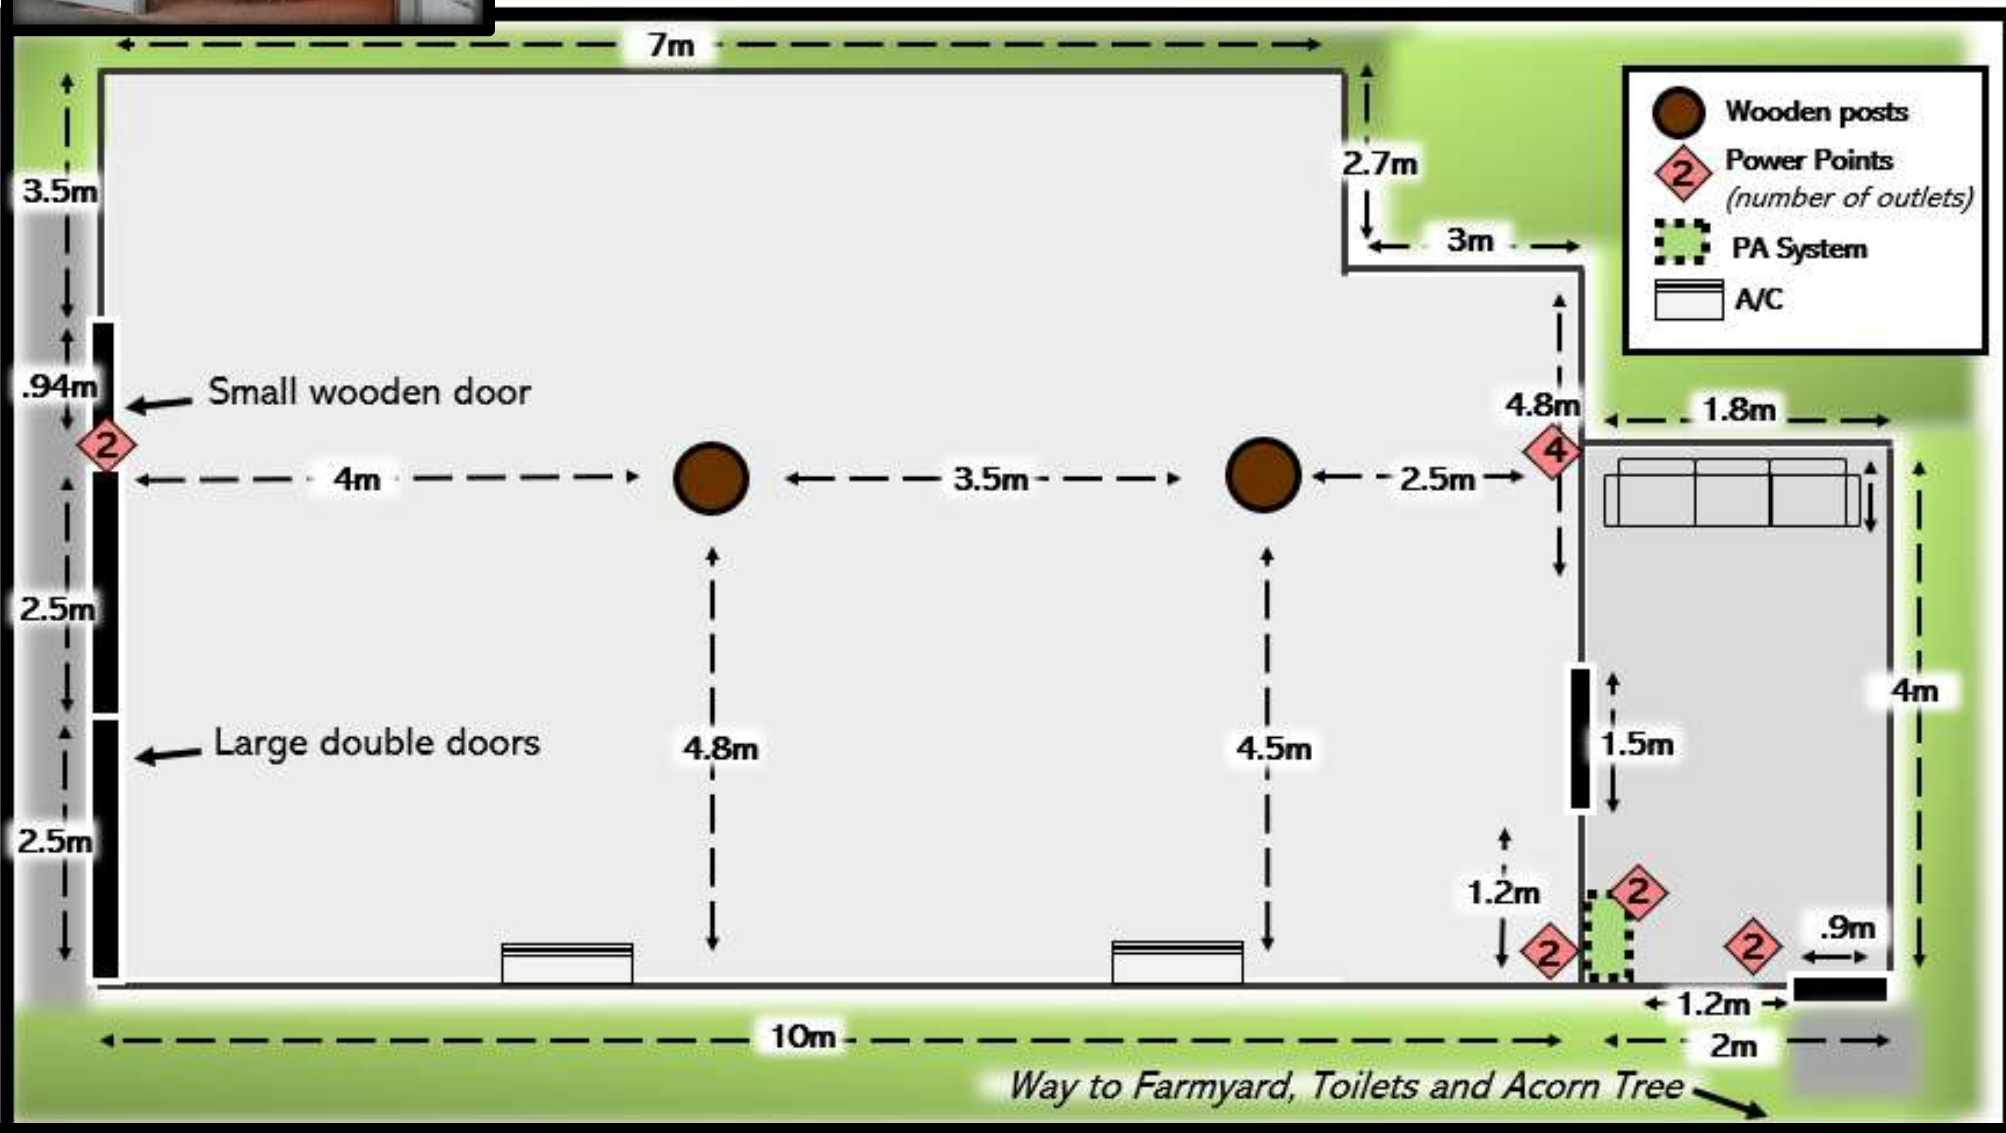 7m
Wooden posts
2
Power Points
(number of outlets)
PA System
A/C
2.7m
3m
3.5m
.94m
Small wooden door
4.8m
1.8m
2
4
4m
3.5m
2.5m
2.5m
4m
Large double doors
4.8m
4.5m
1.5m
2.5m
1.2m
2
2
2
.9m
1.2m
10m
2m
Way to Farmyard, Toilets and Acorn Tree